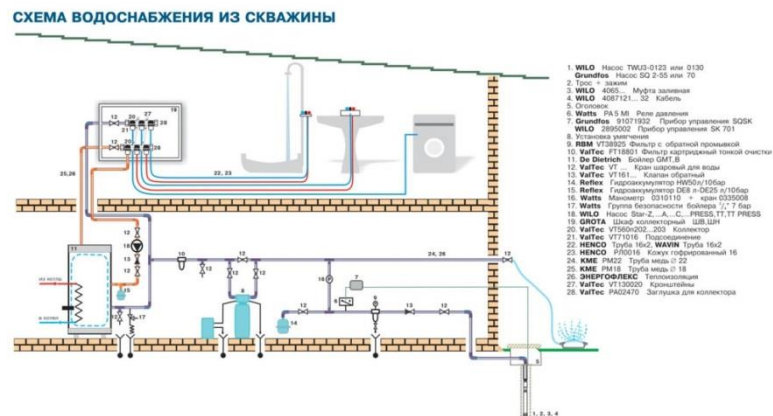 СХЕМА ВОДОСНАБЖЕНИЯ ИЗ СКВАЖИНЫ
1. WILO Насос TWU3-0123 или 0130
Grundfos Насос SQ 2-55 или 70
2. Трос + зажим
3. WILO 4065... Муфта заливная
4. WILO 4087121... 32 Кабель
5. Оголовок
6. Watts PA 5 MI Реле давления
7. Grundfos 91071932 Прибор управления SQSK
WILO 2895002 Прибор управления SK 701
8. Установка умягчения
9. RBM VT38925 Фильтр с обратной промывкой
10. ValTec FT18801 Фильтр картриджный тонкой очистки
11. De Dietrich Бойлер GMT,B
12. ValTec VT ... Кран шаровый для воды
13. ValTec VT161... Клапан обратный
14. Reflex Гидроаккумулятор HW50л/10бар
15. Reflex Гидроаккумулятор DE8 л-DE25 л/10бар
16. Watts Манометр 0310110 + кран 0335008
17. Watts Группа безопасности бойлера "/," 7 бар
18. WILO Насос Star-Z,..A,...C,..PRESS,TT,TT PRESS
19. GROTA Шкаф коллекторный ШВ,ШН
20. ValTec VT560n202...203 Коллектор
21. ValTec VT71016 Подсоединение
22. HENCO Труба 16x2, WAVIN Труба 16x2
23. HENCO РЛ0016 Кожух гофрированный 16
24. KME PM22 Труба медь ∅ 22
25. KME PM18 Труба медь ∅ 18
26. ЭНЕРГОФЛЕКС Теплоизоляция
27. ValTec VT130020 Кронштейны
28. ValTec PA02470 Заглушка для коллектора
19
12 20 27
28
21
25,26
22, 23
12
18
13
12
11
из котла
в котел
15
12
13
17
10
12
12
24, 26
12
8
12
12
16
7
6
14
12
9
12
13
12
5
1, 2, 3, 4